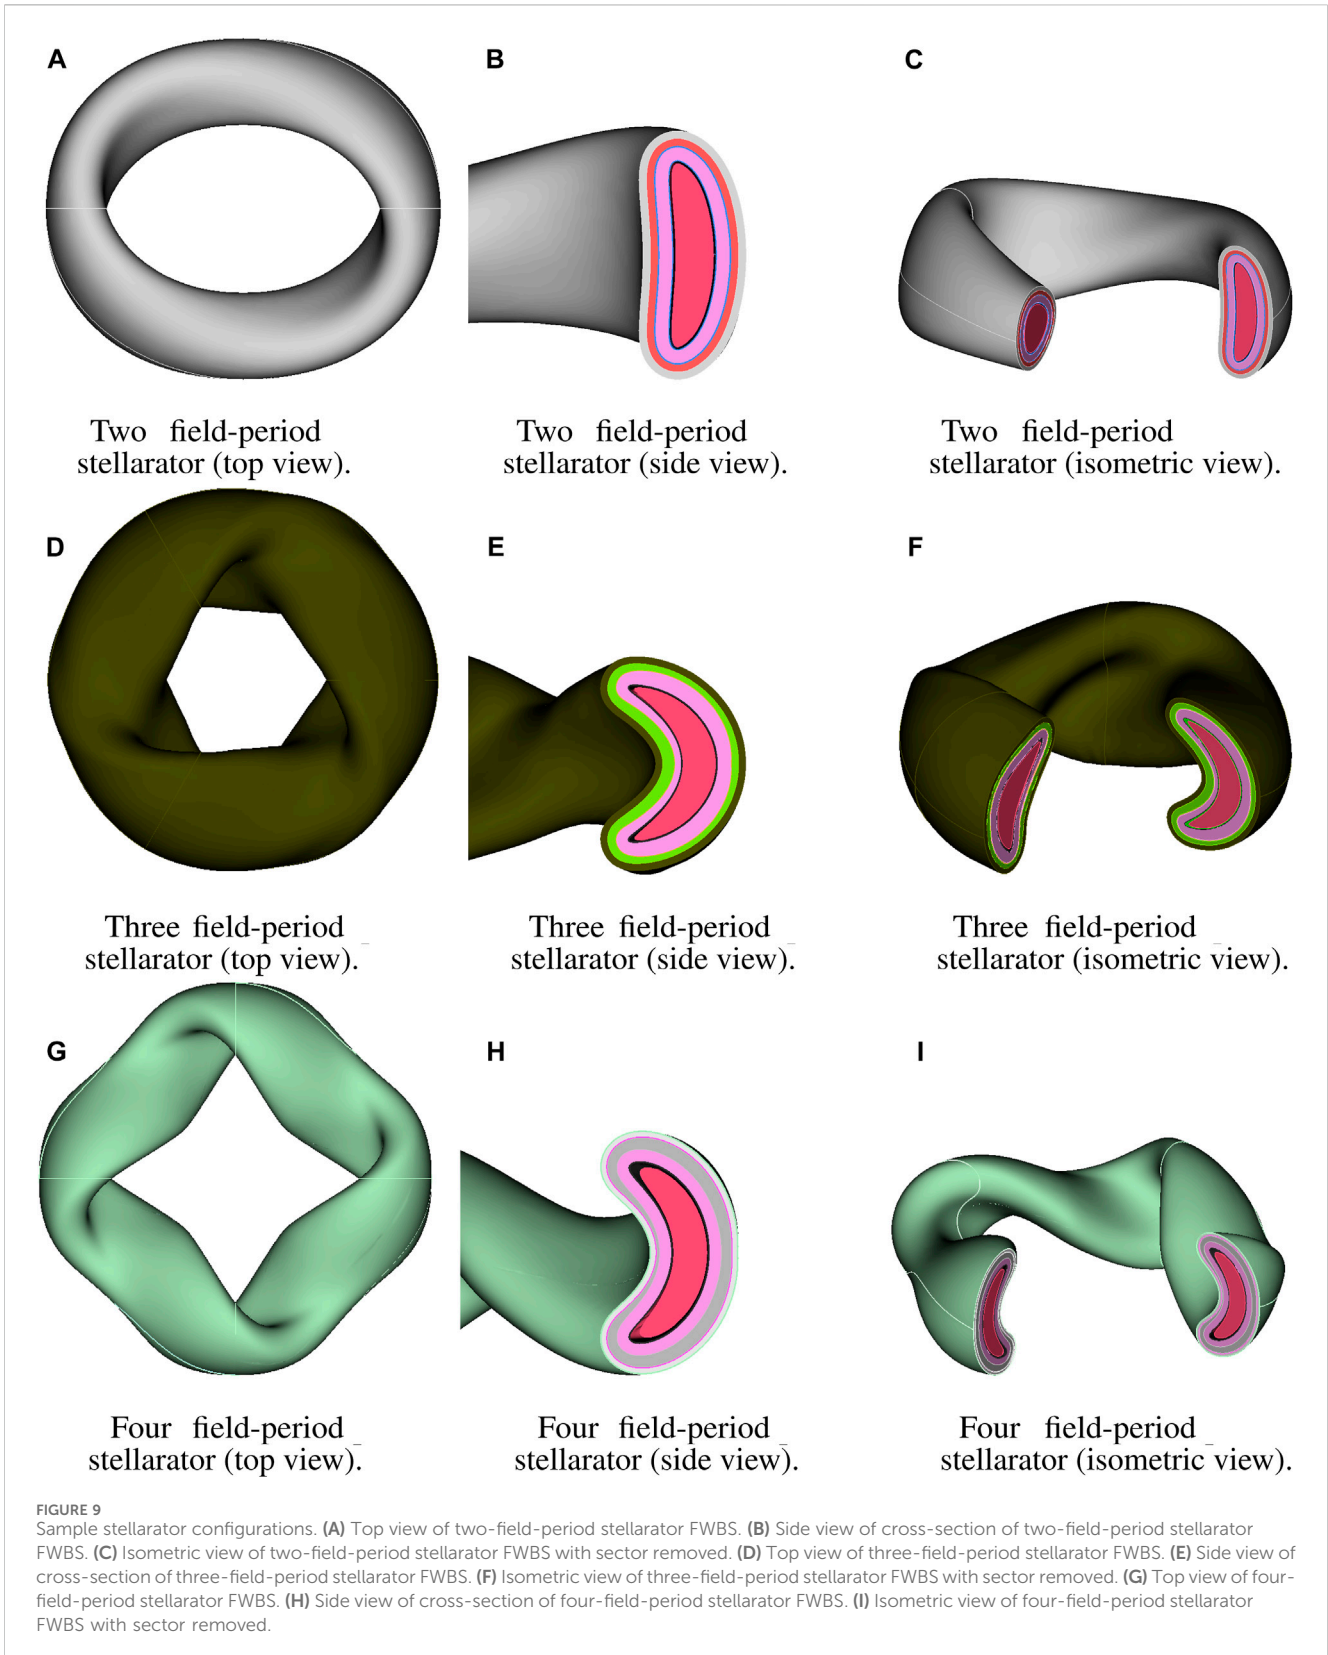 A
B
C
Two field-period
stellarator (top view).
Two field-period
stellarator (side view).
Two field-period
stellarator (isometric view).
D
E
F
Three field-period
stellarator (top view).
Three field-period
stellarator (side view).
Three field-period
stellarator (isometric view).
G
H
I
Four field-period
stellarator (top view).
Four field-period
stellarator (side view).
Four field-period
stellarator (isometric view).
FIGURE 9
Sample stellarator configurations. (A) Top view of two-field-period stellarator FWBS. (B) Side view of cross-section of two-field-period stellarator
FWBS. (C) Isometric view of two-field-period stellarator FWBS with sector removed. (D) Top view of three-field-period stellarator FWBS. (E) Side view of
cross-section of three-field-period stellarator FWBS. (F) Isometric view of three-field-period stellarator FWBS with sector removed. (G) Top view of four-
field-period stellarator FWBS. (H) Side view of cross-section of four-field-period stellarator FWBS. (I) Isometric view of four-field-period stellarator
FWBS with sector removed.